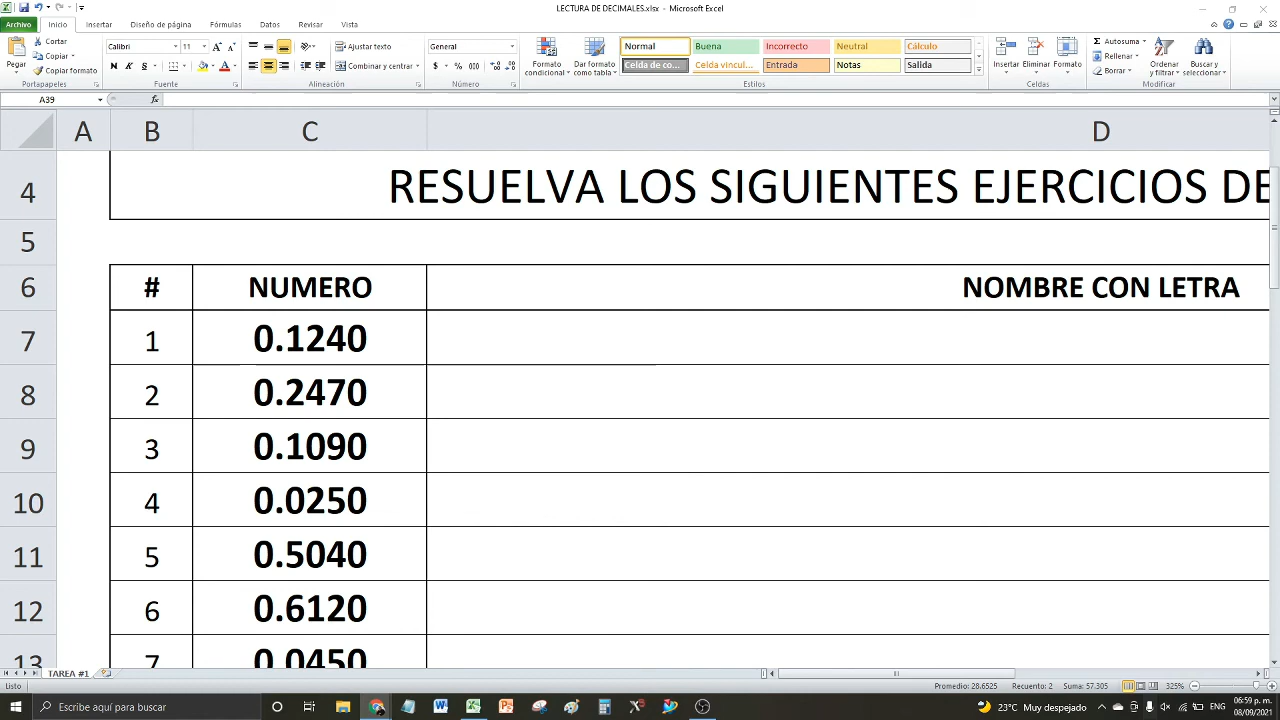 LECTURA DE DECIMALES.xlsx - Microsoft Excel
Archivo Inicio Insertar Diseño de página Fórmulas Datos Revisar Vista
Pegar
Cortar
Copiar
Copiar formato
Portapapeles
Calibri 11
N K S
Fuente
Ajustar texto
Combinar y centrar
Alineación
General
$ % 000
Número
Formato condicional
Dar formato como tabla
Normal Buena Incorrecto Neutral Cálculo
Celda de co... Celda vincul... Entrada Notas Salida
Estilos
Insertar Eliminar Formato
Celdas
Autosuma
Rellenar
Borrar
Ordenar y filtrar
Buscar y seleccionar
Modificar
A39 fx
A B C D
4 RESUELVA LOS SIGUIENTES EJERCICIOS DE
5
6 # NUMERO NOMBRE CON LETRA
7 1 0.1240
8 2 0.2470
9 3 0.1090
10 4 0.0250
11 5 0.5040
12 6 0.6120
13 7 0.0450
TAREA #1
Listo Promedio: 28.6525 Recuento: 2 Suma: 57.305 325%
Escribe aquí para buscar
23°C Muy despejado ENG 06:59 p. m.
09/09/2021